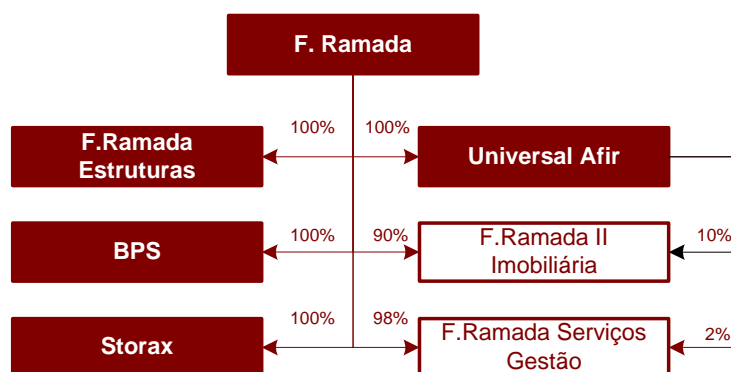 F. Ramada
100% 100%
F.Ramada
Estruturas
Universal Afir
100% 90% 10%
BPS
F.Ramada II
Imobiliária
100% 98% 2%
Storax
F.Ramada Serviços
Gestão